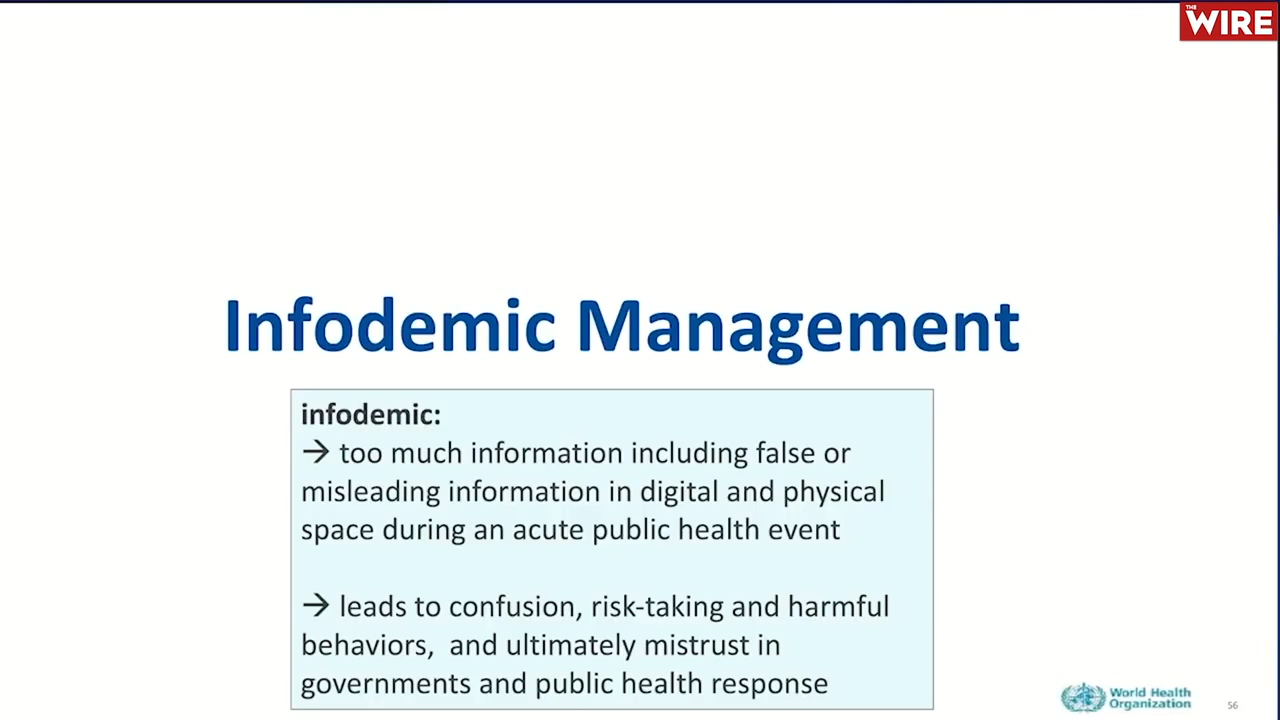 THE
WIRE
Infodemic Management
infodemic:
→ too much information including false or
misleading information in digital and physical
space during an acute public health event
→ leads to confusion, risk-taking and harmful
behaviors,  and ultimately mistrust in
governments and public health response
World Health
Organization
56